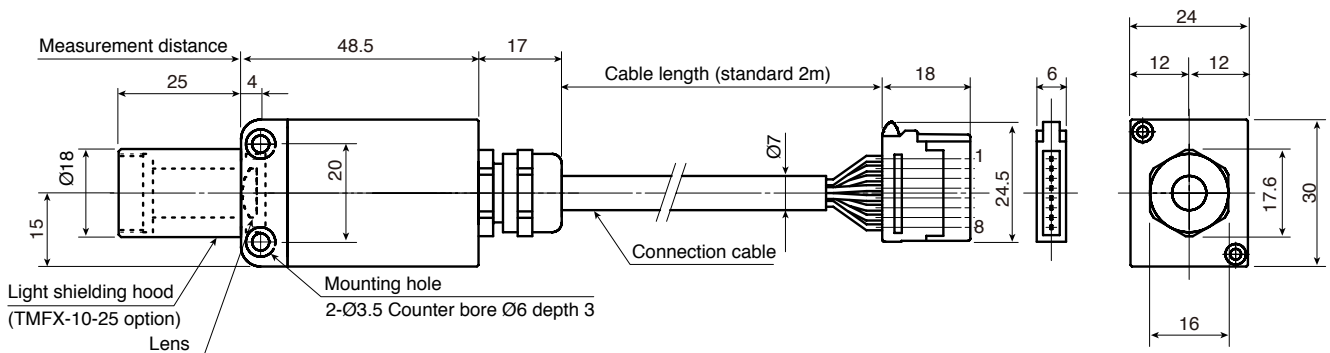 24
Measurement distance
48.5
17
Cable length (standard 2m)
18
6
12
12
25
4
Ø18
20
Ø7
1
24.5
17.6
30
15
8
Connection cable
Light shielding hood
(TMFX-10-25 option)
Mounting hole
2-Ø3.5 Counter bore Ø6 depth 3
16
Lens